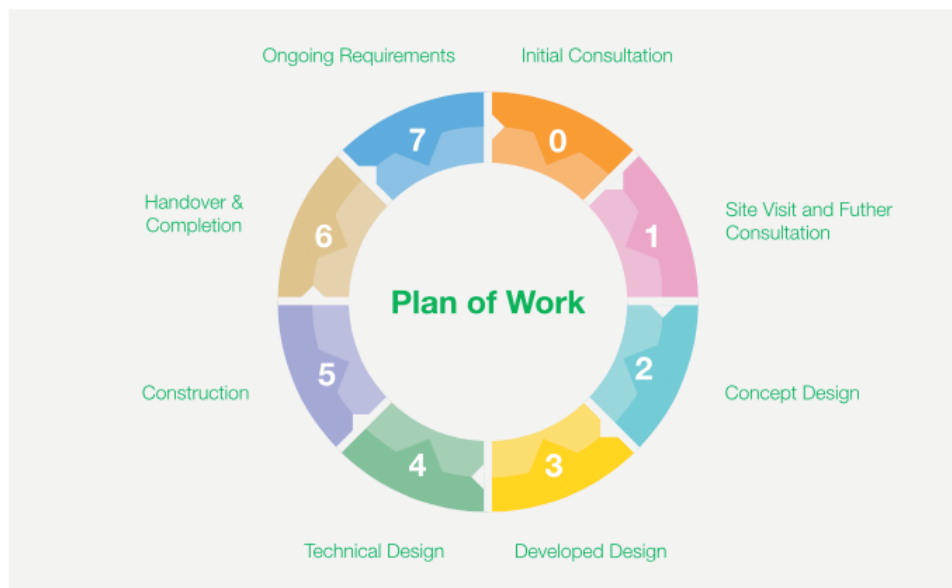 Ongoing Requirements
Initial Consultation
7
0
Handover &
Completion
6
1
Site Visit and Futher
Consultation
Plan of Work
Construction
5
2
Concept Design
4
3
Technical Design
Developed Design